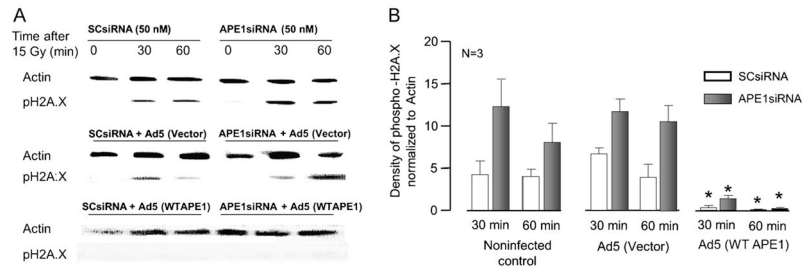 A
SCsiRNA (50 nM) APE1siRNA (50 nM)
Time after
15 Gy (min) 0 30 60 0 30 60
Actin
pH2A.X
SCsiRNA + Ad5 (Vector) APE1siRNA + Ad5 (Vector)
Actin
pH2A:X
SCsiRNA + Ad5 (WTAPE1) APE1siRNA + Ad5 (WTAPE1)
Actin
pH2A.X
B
Density of phospho-H2A.X
normalized to Actin
20
15
10
5
0
N=3
SCsiRNA
APE1siRNA
* * * *
30 min 60 min 30 min 60 min 30 min 60 min
Noninfected
control
Ad5 (Vector)
Ad5 (WT APE1)